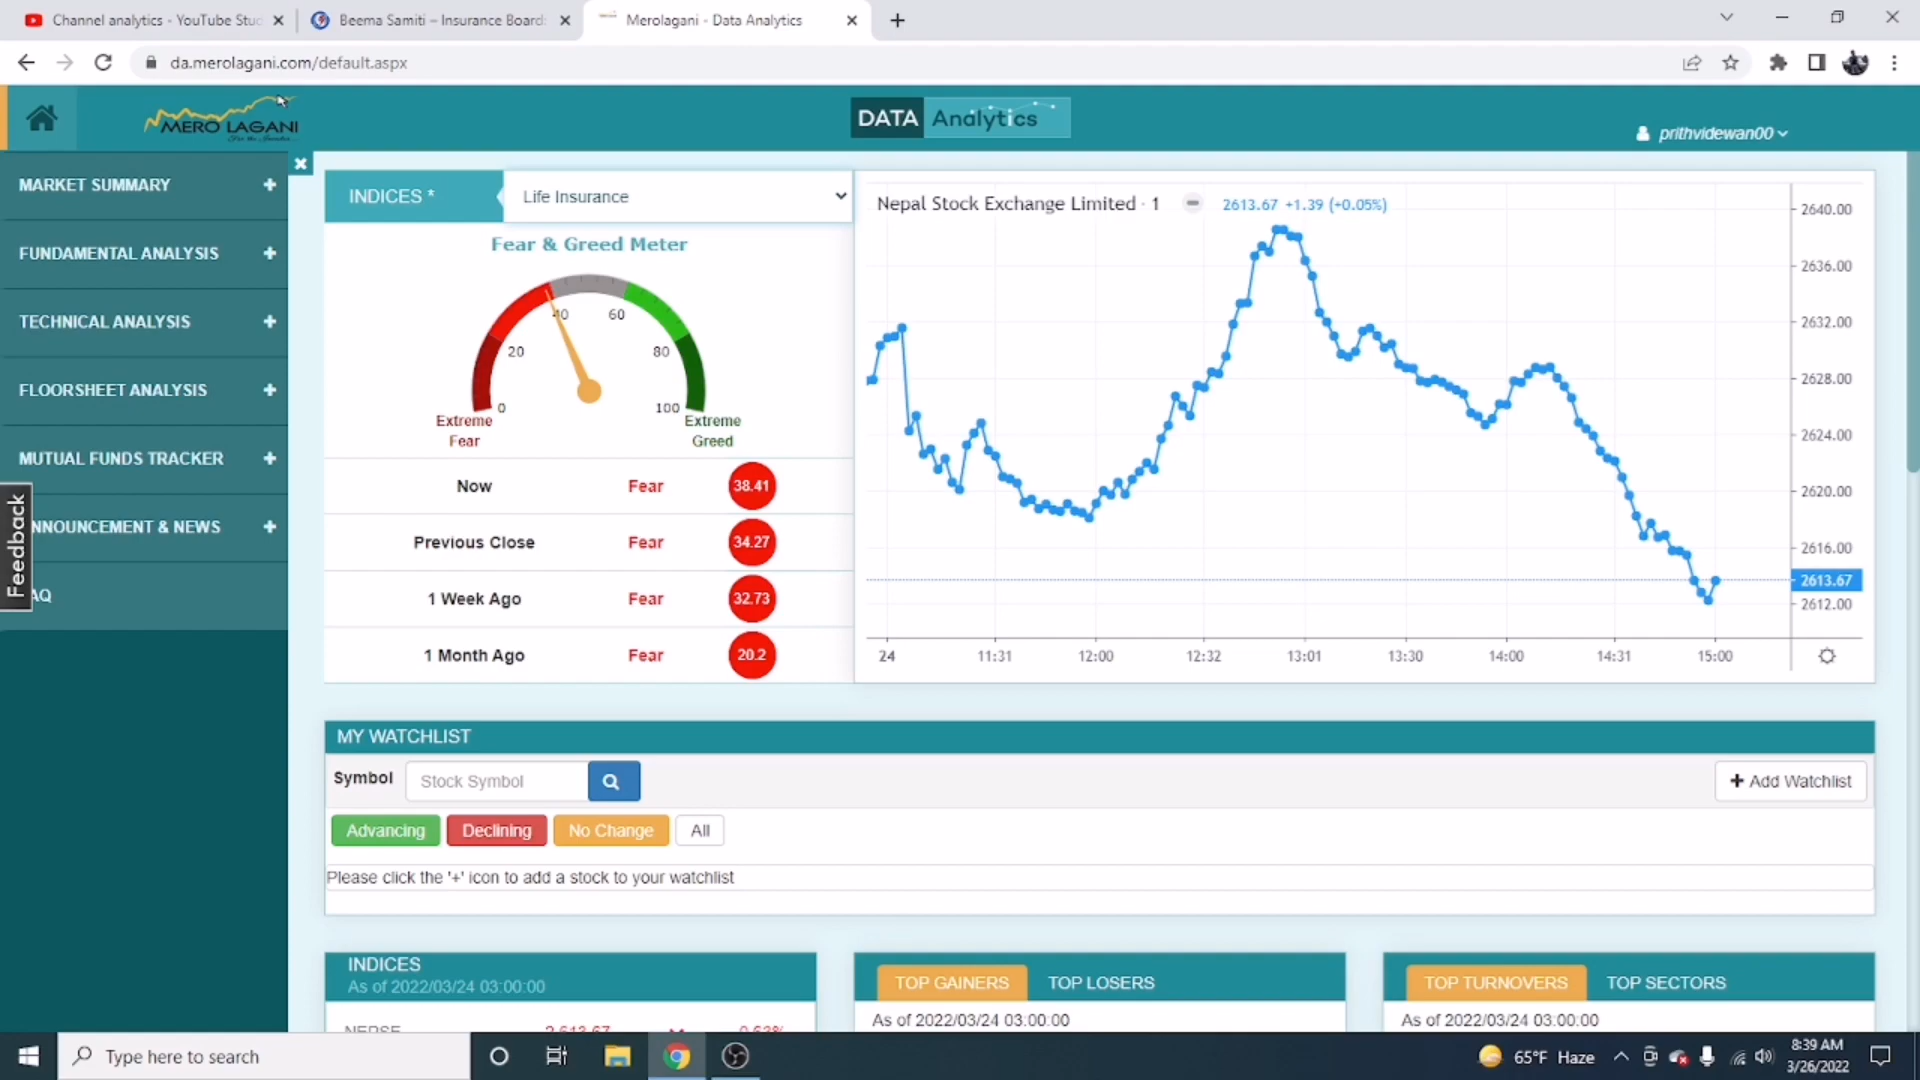 Channel analytics - YouTube Stu
Beema Samiti – Insurance Board
Merolagani - Data Analytics
da.merolagani.com/default.aspx
MERO LAGANI
DATA Analytics
prithvidewan00
MARKET SUMMARY
FUNDAMENTAL ANALYSIS
TECHNICAL ANALYSIS
FLOORSHEET ANALYSIS
MUTUAL FUNDS TRACKER
NNOUNCEMENT & NEWS
AQ
Feedback
INDICES *
Life Insurance
Fear & Greed Meter
0
20
40
60
80
100
Extreme Fear
Extreme Greed
Now Fear 38.41
Previous Close Fear 34.27
1 Week Ago Fear 32.73
1 Month Ago Fear 20.2
Nepal Stock Exchange Limited · 1
2613.67 +1.39 (+0.05%)
2640.00
2636.00
2632.00
2628.00
2624.00
2620.00
2616.00
2613.67
2612.00
24 11:31 12:00 12:32 13:01 13:30 14:00 14:31 15:00
MY WATCHLIST
Symbol
Stock Symbol
+ Add Watchlist
Advancing Declining No Change All
Please click the '+' icon to add a stock to your watchlist
INDICES
As of 2022/03/24 03:00:00
NEPSE 2,613.67 0.63%
TOP GAINERS TOP LOSERS
As of 2022/03/24 03:00:00
TOP TURNOVERS TOP SECTORS
As of 2022/03/24 03:00:00
Type here to search
65°F Haze
8:39 AM
3/26/2022